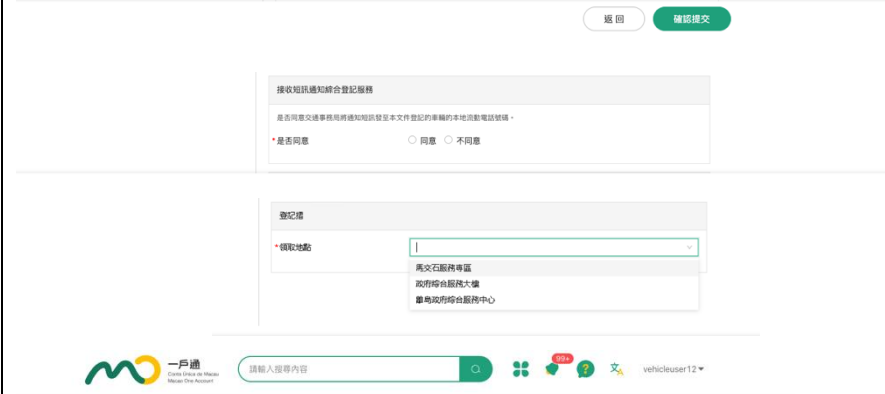 返回 確認提交
接收短訊通知綜合登記服務
是否同意交通事務局將通知短訊發至本文件登記的車輛的本地流動電話號碼。
*是否同意 同意 不同意
登記摺
*領取地點
馬交石服務專區
政府綜合服務大樓
離島政府綜合服務中心
一戶通
Conta Única de Macau
Macao One Account
請輸入搜尋內容
99+
?
文A
vehicleuser12